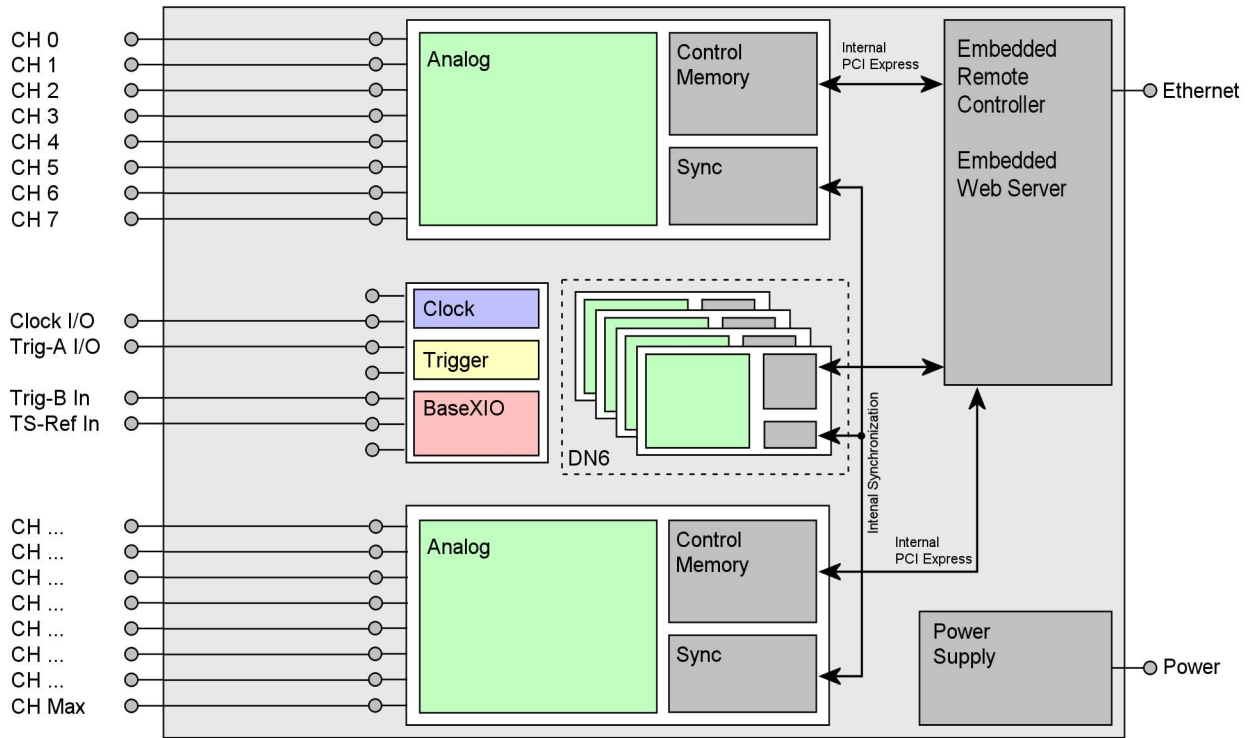 CH 0
CH 1
CH 2
CH 3
CH 4
CH 5
CH 6
CH 7
Analog
Control
Memory
Sync
Internal
PCI Express
Embedded
Remote
Controller
Embedded
Web Server
Ethernet
Clock I/O
Trig-A I/O
Trig-B In
TS-Ref In
Clock
Trigger
BaseXIO
DN6
Intenal Synchronization
CH ...
CH ...
CH ...
CH ...
CH ...
CH ...
CH ...
CH Max
Analog
Control
Memory
Sync
Internal
PCI Express
Power
Supply
Power